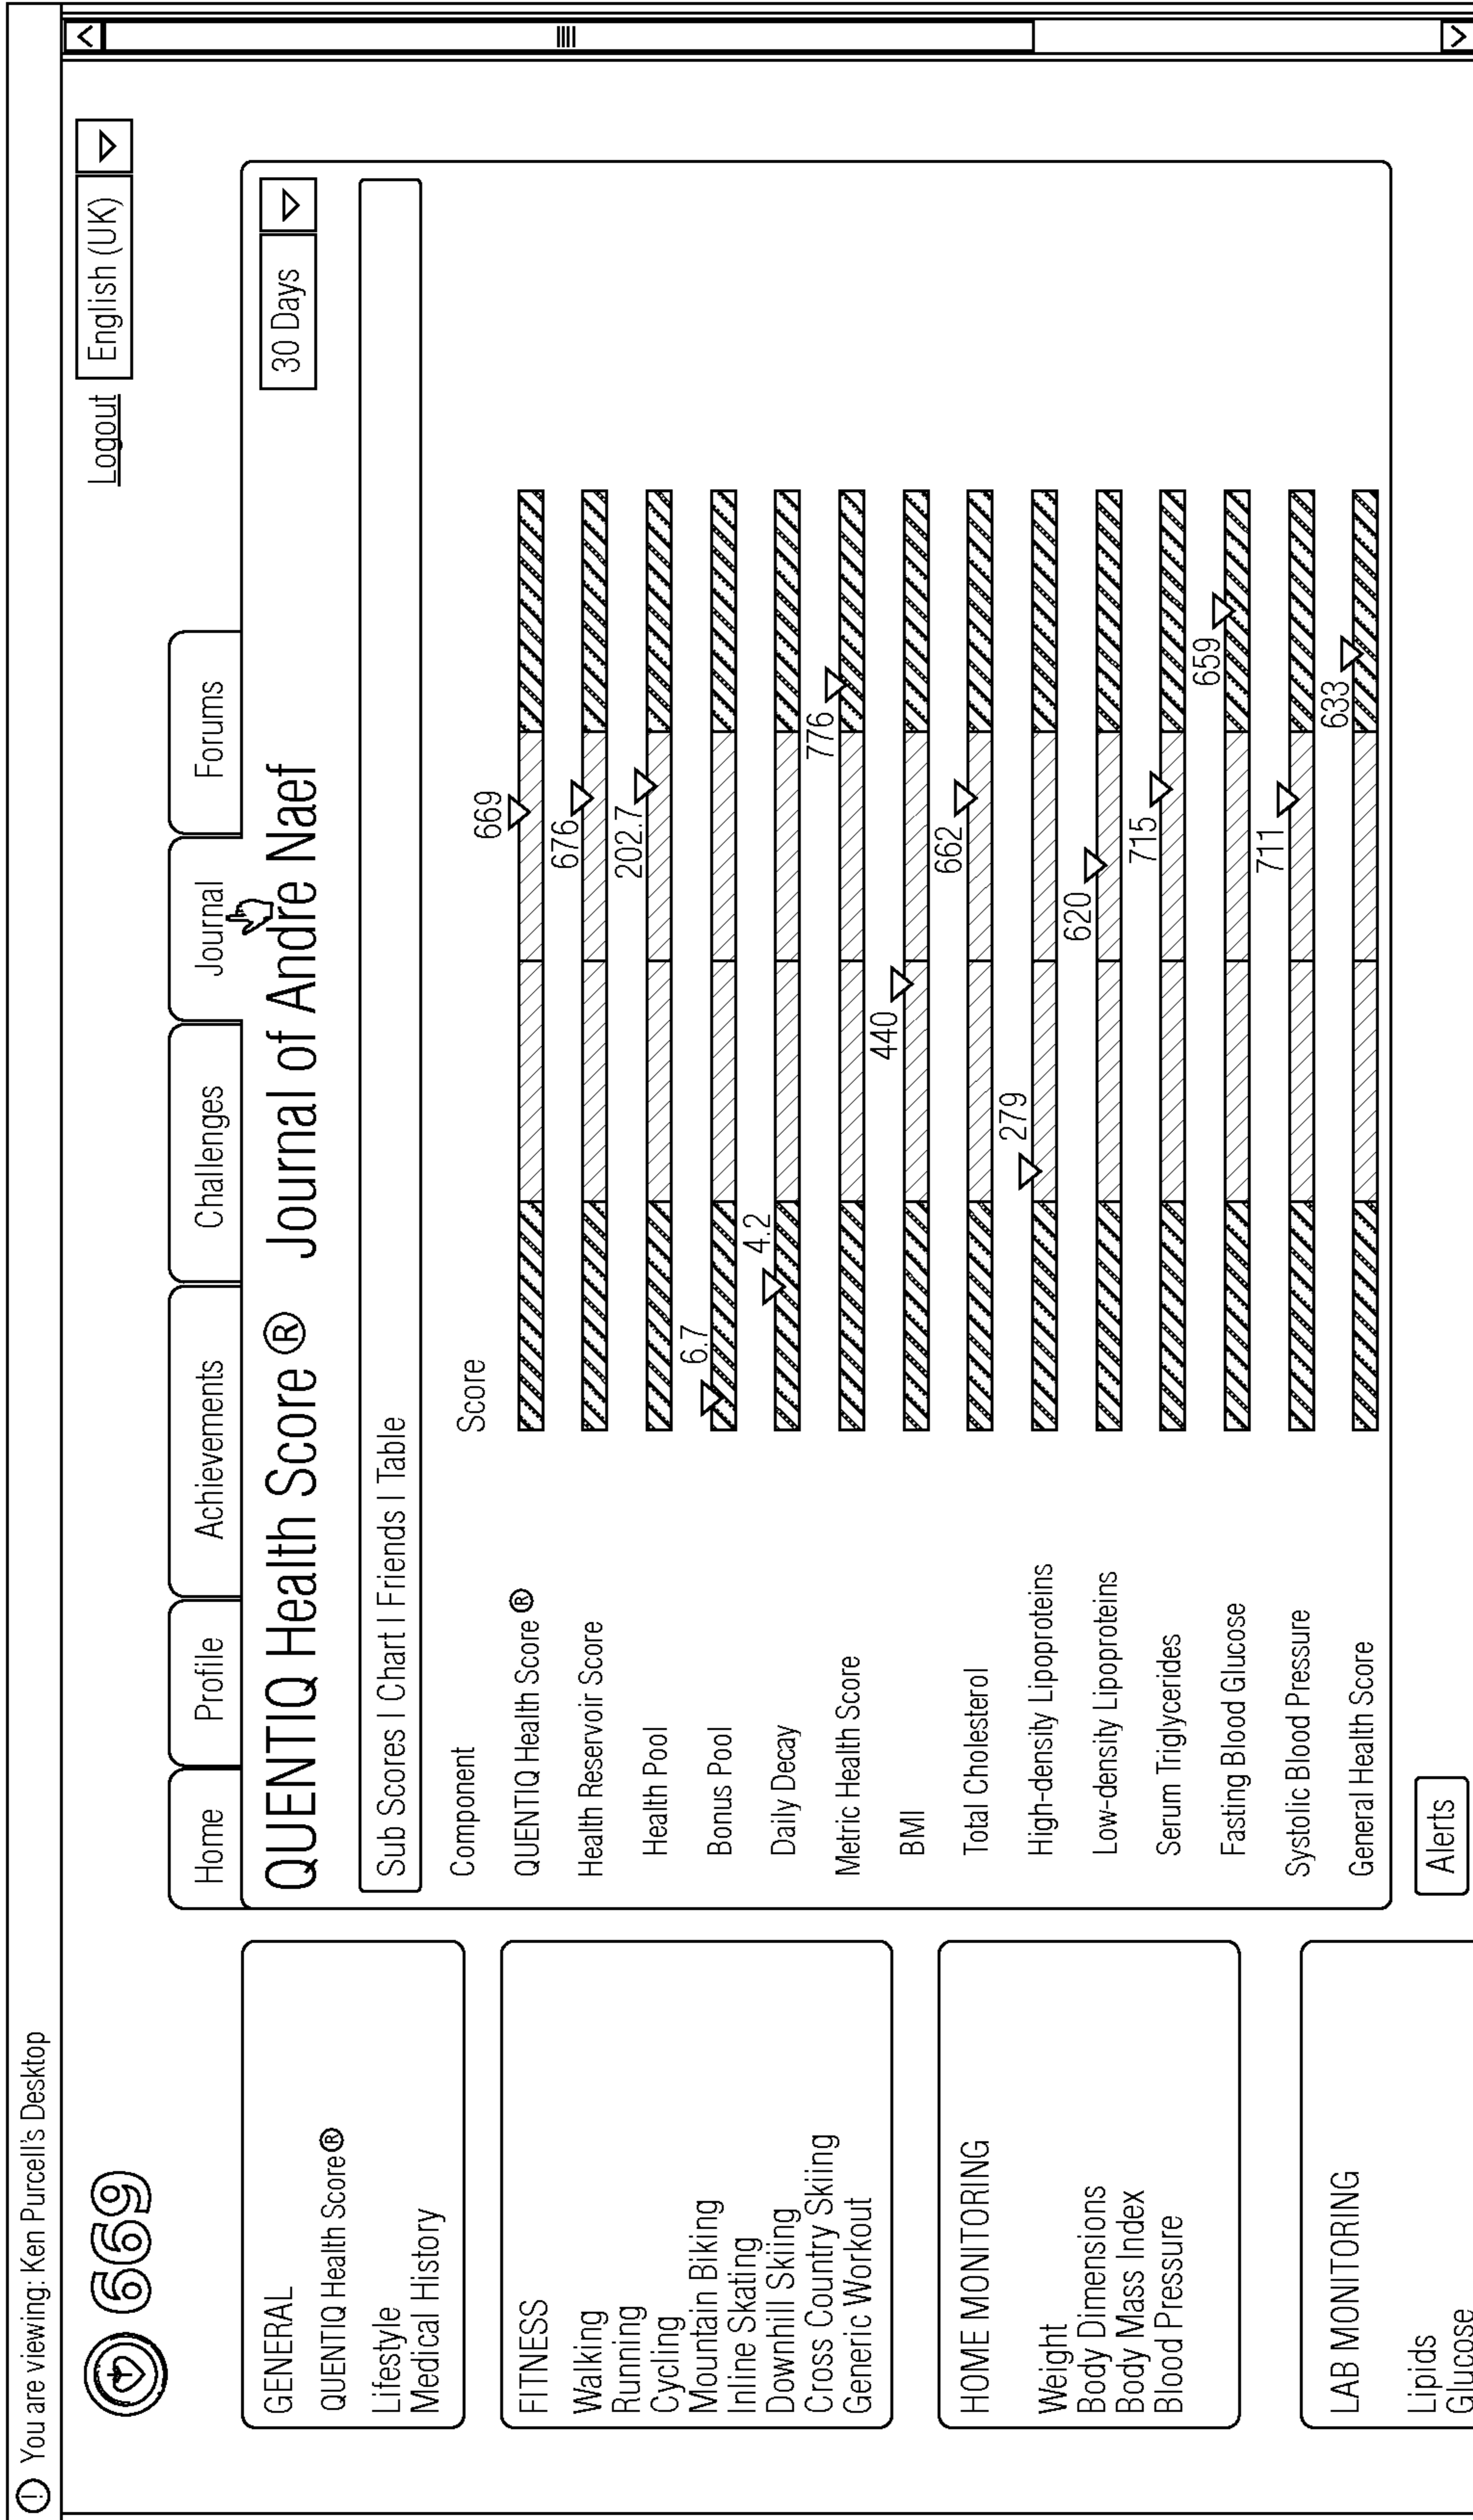 You are viewing: Ken Purcell's Desktop
669
Logout
English (UK)
Home
Profile
Achievements
Challenges
Journal
Forums
QUENTIQ Health Score® Journal of Andre Naef
30 Days
Sub Scores | Chart | Friends | Table
Component
Score
QUENTIQ Health Score®
669
Health Reservoir Score
676
Health Pool
202.7
Bonus Pool
6.7
Daily Decay
4.2
Metric Health Score
776
BMI
440
Total Cholesterol
662
High-density Lipoproteins
279
Low-density Lipoproteins
620
Serum Triglycerides
715
Fasting Blood Glucose
659
Systolic Blood Pressure
711
General Health Score
633
Alerts
GENERAL
QUENTIQ Health Score®
Lifestyle
Medical History
FITNESS
Walking
Running
Cycling
Mountain Biking
Inline Skating
Downhill Skiing
Cross Country Skiing
Generic Workout
HOME MONITORING
Weight
Body Dimensions
Body Mass Index
Blood Pressure
LAB MONITORING
Lipids
Glucose